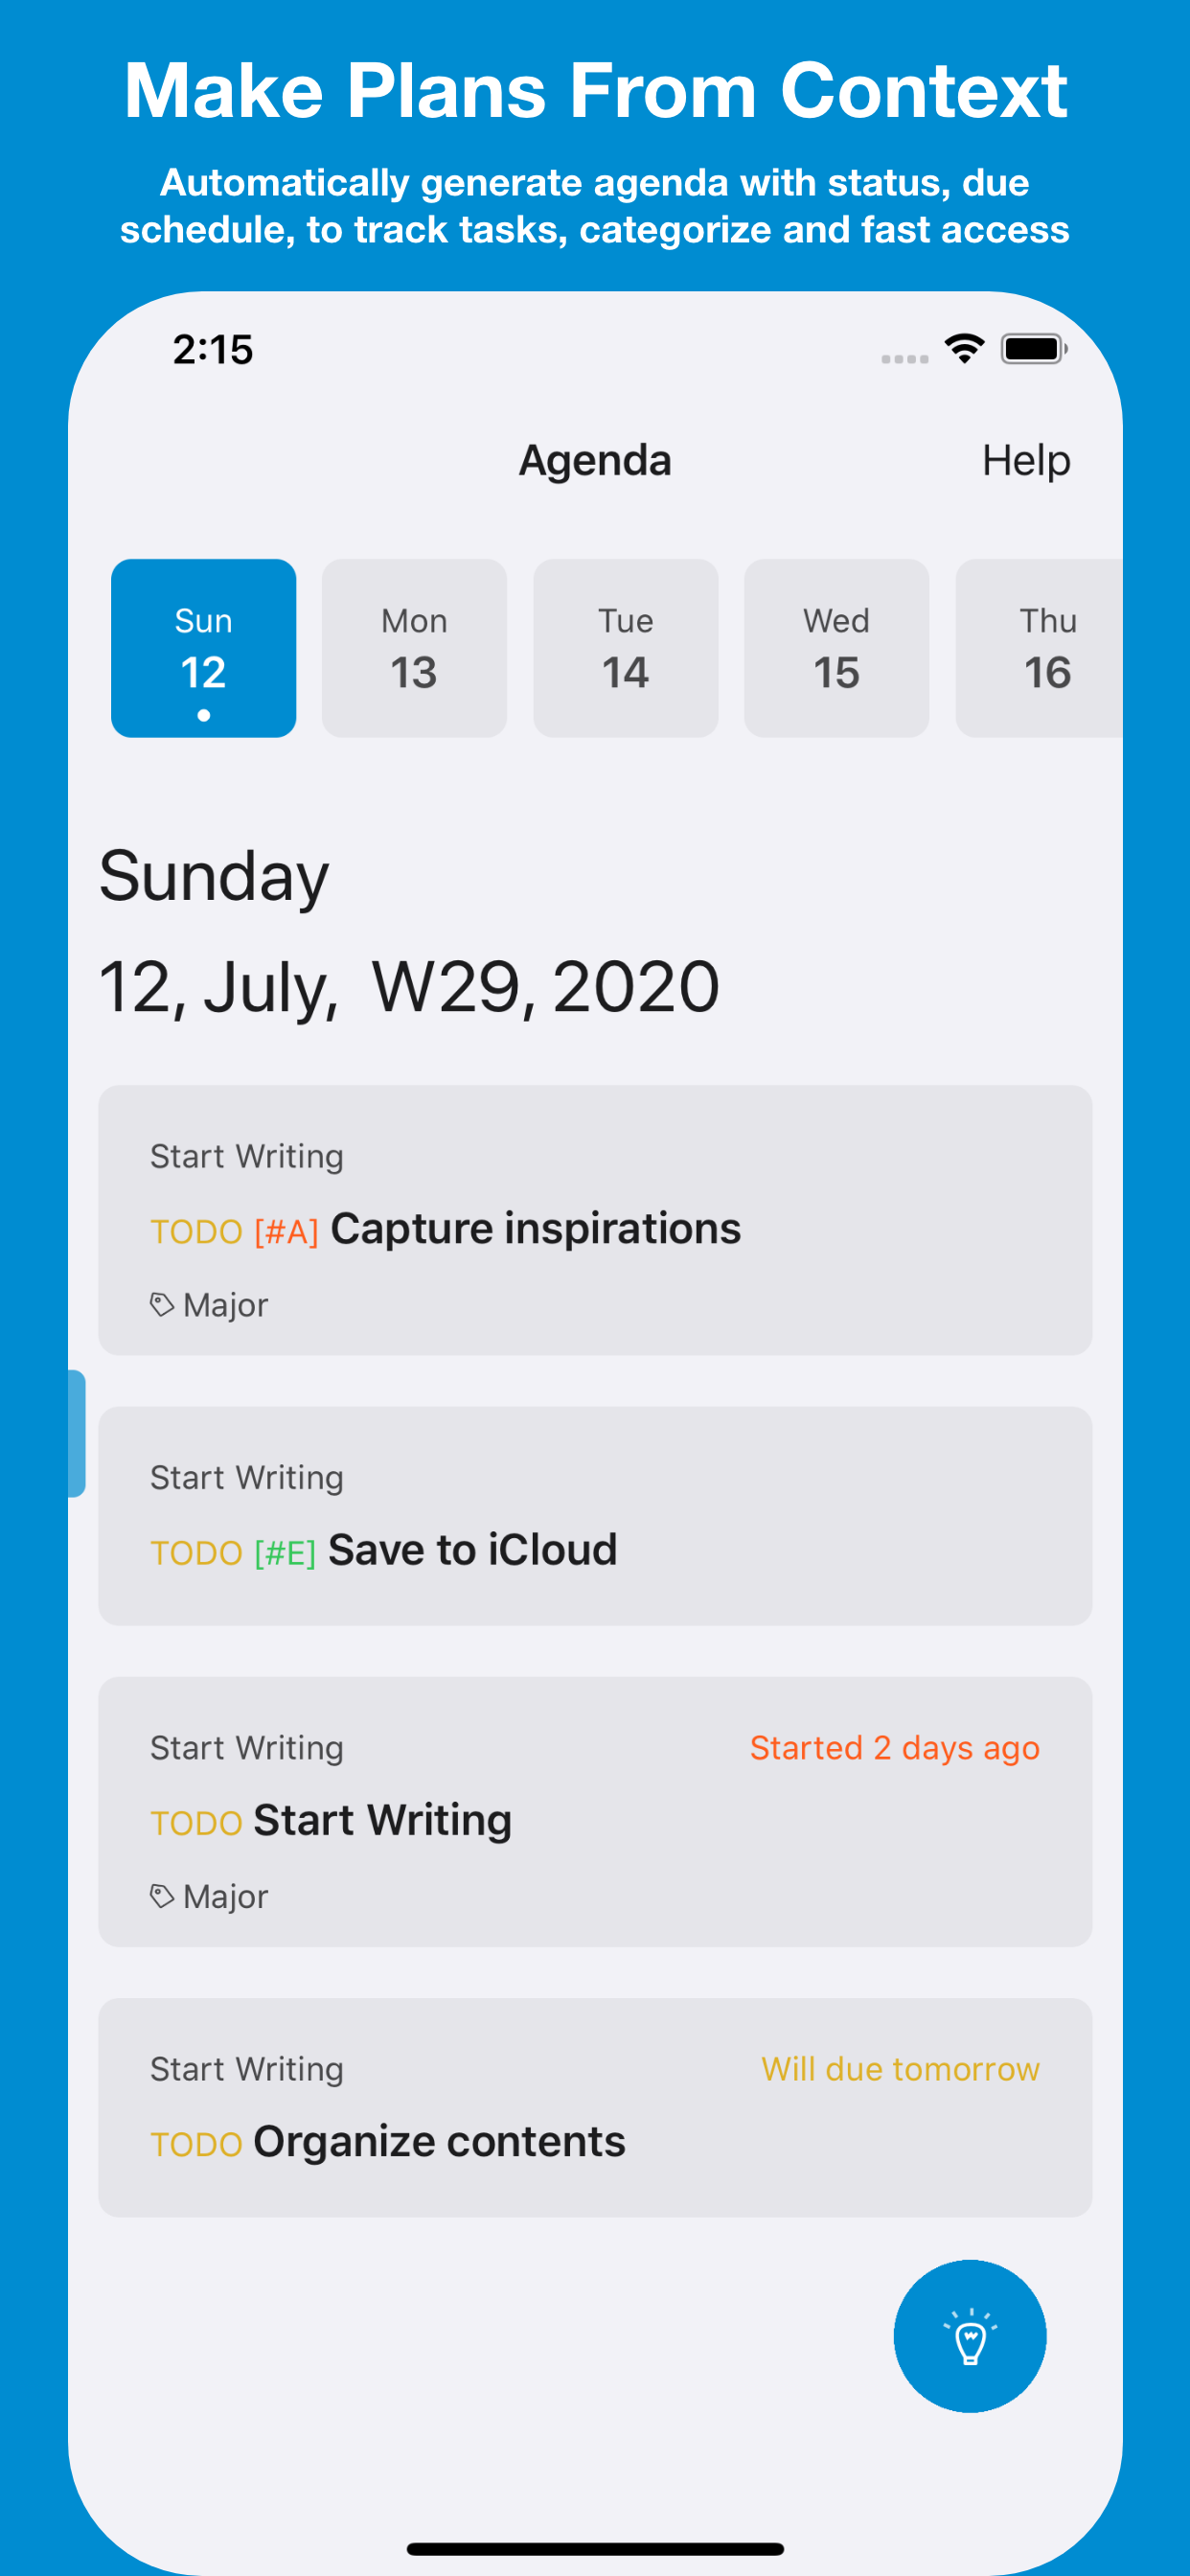 Make Plans From Context
Automatically generate agenda with status, due
schedule, to track tasks, categorize and fast access
2:15
Agenda
Help
Sun
12
Mon
13
Tue
14
Wed
15
Thu
16
Sunday
12, July, W29, 2020
Start Writing
TODO [#A] Capture inspirations
Major
Start Writing
TODO [#E] Save to iCloud
Start Writing
Started 2 days ago
TODO Start Writing
Major
Start Writing
Will due tomorrow
TODO Organize contents